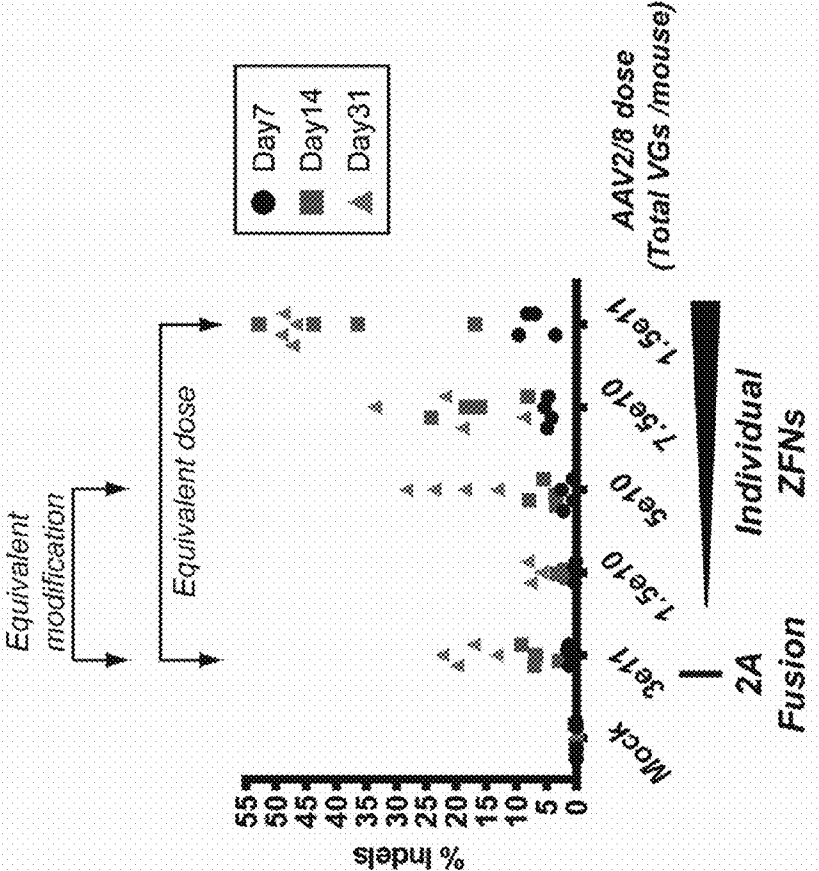 Equivalent
modification
Equivalent dose
Day7
Day14
Day31
% Indels
55
50
45
40
35
30
25
20
15
10
5
0
Mock
3e11
1.5e10
5e10
7.5e10
1.5e11
AAV2/8 dose
(Total VGs /mouse)
2A
Fusion
Individual
ZFNs